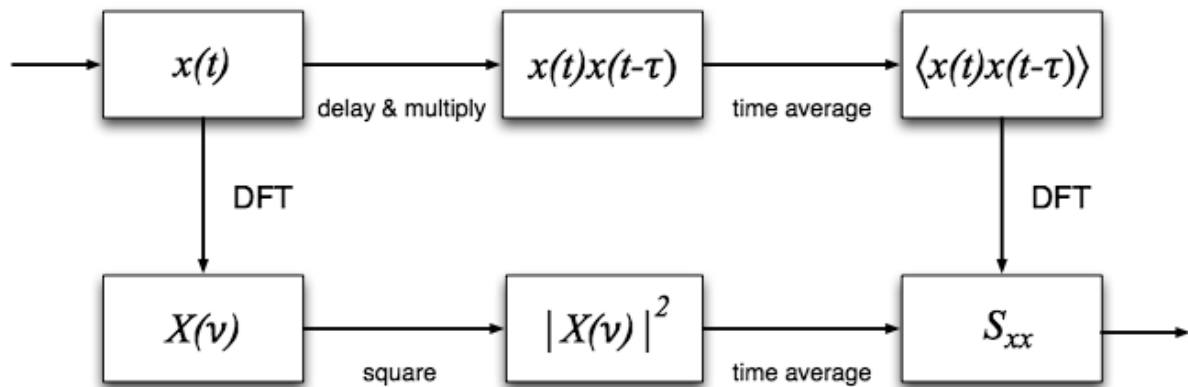 x(t)
x(t)x(t-τ)
⟨x(t)x(t-τ)⟩
delay & multiply
time average
DFT
DFT
X(ν)
|X(ν)|²
Sxx
square
time average